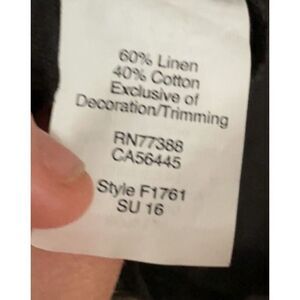 60% Linen
40% Cotton
Exclusive of
Decoration/Trimming
RN77388
CA56445
Style F1761
SU 16